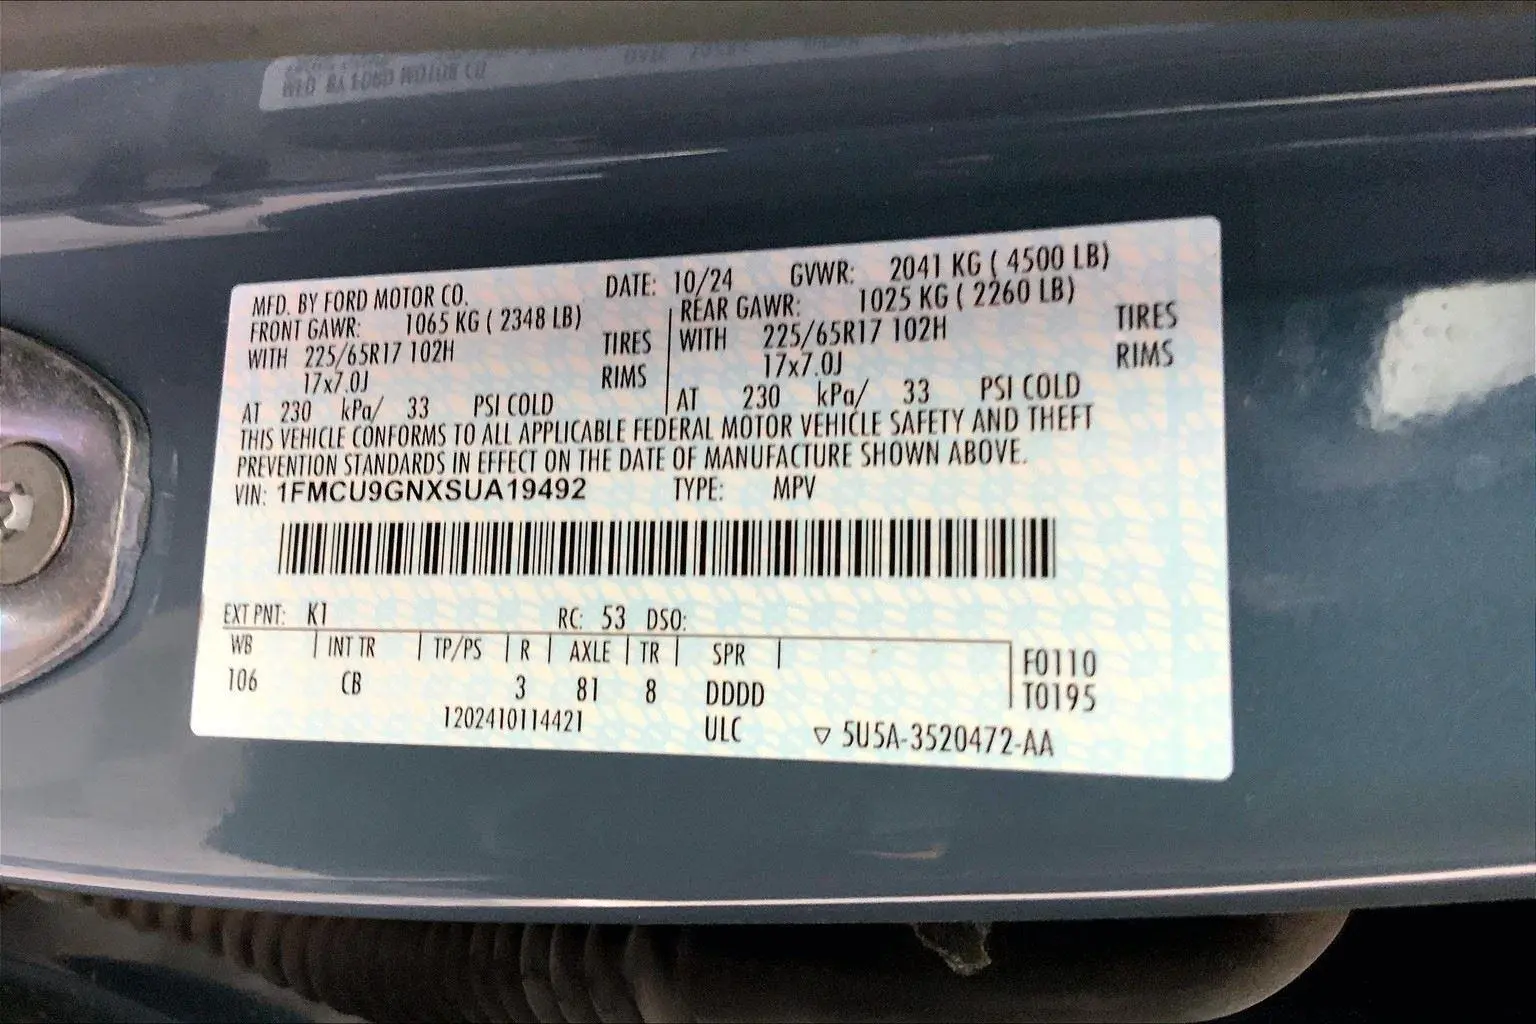 MFD. BY FORD MOTOR CO. DATE: 10/24 GVWR: 2041 KG ( 4500 LB)
FRONT GAWR: 1065 KG ( 2348 LB) REAR GAWR: 1025 KG ( 2260 LB)
WITH 225/65R17 102H TIRES WITH 225/65R17 102H TIRES
17x7.0J RIMS 17x7.0J RIMS
AT 230 kPa/ 33 PSI COLD AT 230 kPa/ 33 PSI COLD
THIS VEHICLE CONFORMS TO ALL APPLICABLE FEDERAL MOTOR VEHICLE SAFETY AND THEFT
PREVENTION STANDARDS IN EFFECT ON THE DATE OF MANUFACTURE SHOWN ABOVE.
VIN: 1FMCU9GNXSUA19492 TYPE: MPV
EXT PNT: K1 RC: 53 DSO:
WB INT TR TP/PS R AXLE TR SPR F0110
106 CB 3 81 8 DDDD T0195
1202410114421 ULC ▽ 5U5A-3520472-AA